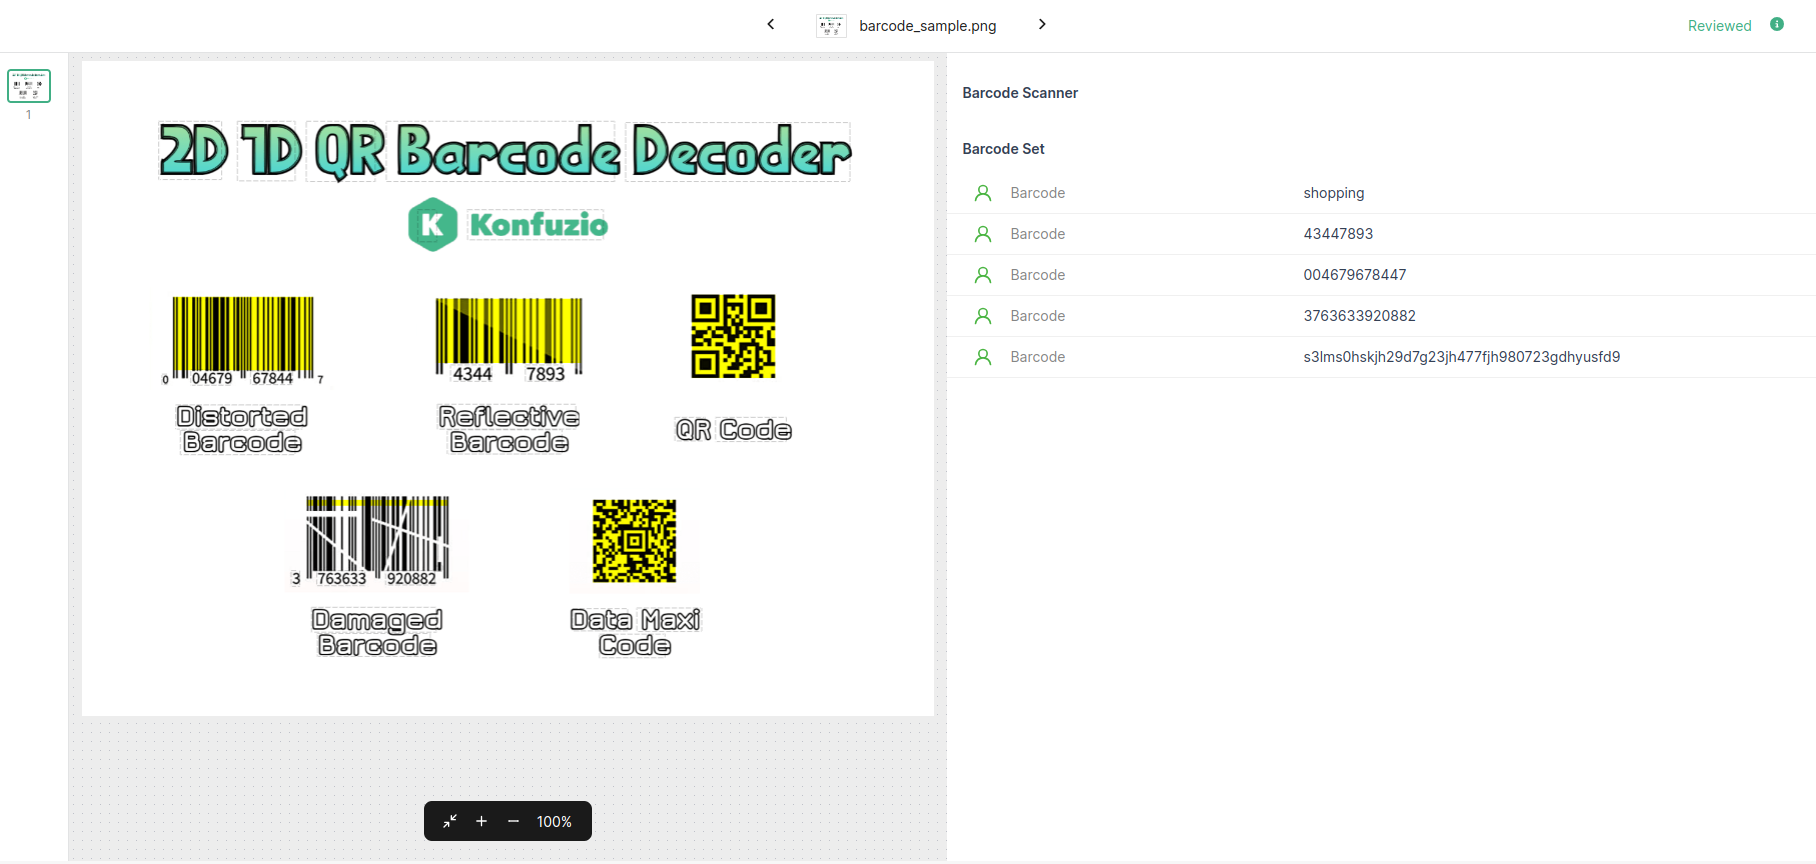 barcode_sample.png
Reviewed
1
2D 1D QR Barcode Decoder
K Konfuzio
0 04679 67844 7
4344 7893
Distorted
Barcode
Reflective
Barcode
QR Code
3 763633 920882
Damaged
Barcode
Data Maxi
Code
100%
Barcode Scanner
Barcode Set
Barcode shopping
Barcode 43447893
Barcode 004679678447
Barcode 3763633920882
Barcode s3lms0hskjh29d7g23jh477fjh980723gdhyusfd9